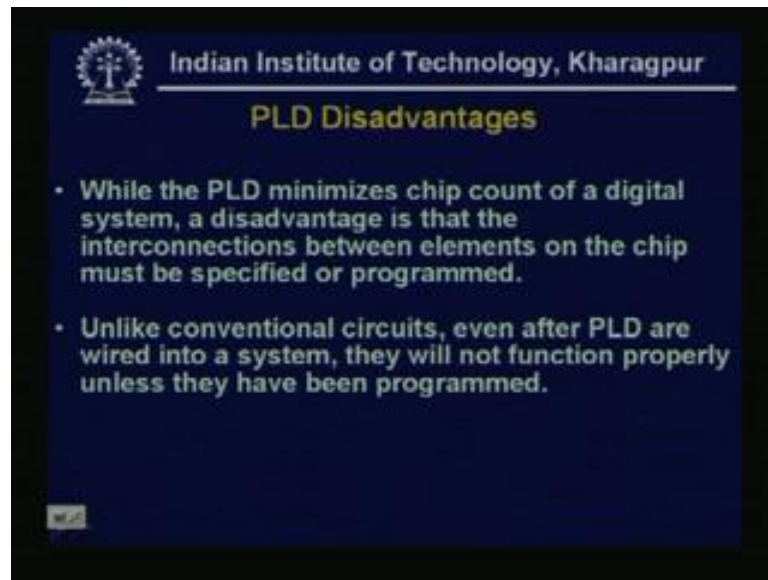 Indian Institute of Technology, Kharagpur
PLD Disadvantages
• While the PLD minimizes chip count of a digital
system, a disadvantage is that the
interconnections between elements on the chip
must be specified or programmed.
• Unlike conventional circuits, even after PLD are
wired into a system, they will not function properly
unless they have been programmed.